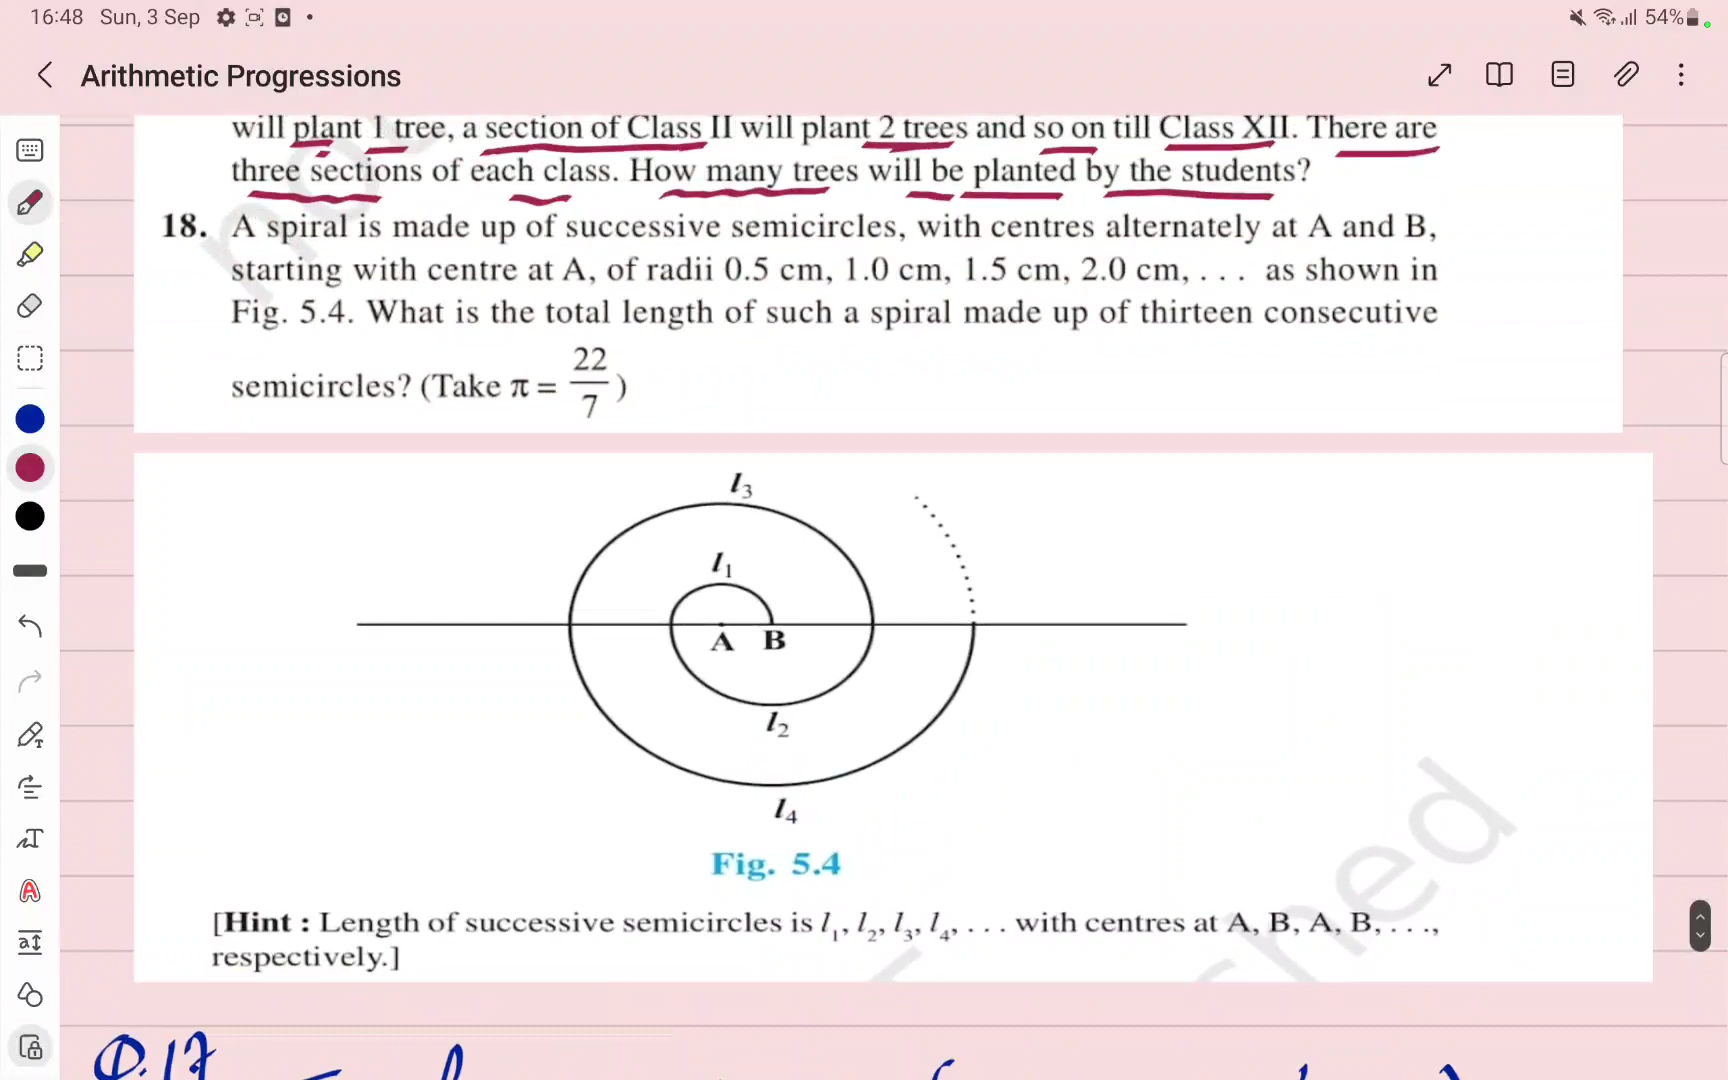 16:48 Sun, 3 Sep
54%
Arithmetic Progressions
will plant 1 tree, a section of Class II will plant 2 trees and so on till Class XII. There are
three sections of each class. How many trees will be planted by the students?
18. A spiral is made up of successive semicircles, with centres alternately at A and B,
starting with centre at A, of radii 0.5 cm, 1.0 cm, 1.5 cm, 2.0 cm, . . . as shown in
Fig. 5.4. What is the total length of such a spiral made up of thirteen consecutive
semicircles? (Take π = 22/7)
l₃
l₁
A B
l₂
l₄
Fig. 5.4
[Hint : Length of successive semicircles is l₁, l₂, l₃, l₄, . . . with centres at A, B, A, B, . . .,
respectively.]
Q.17